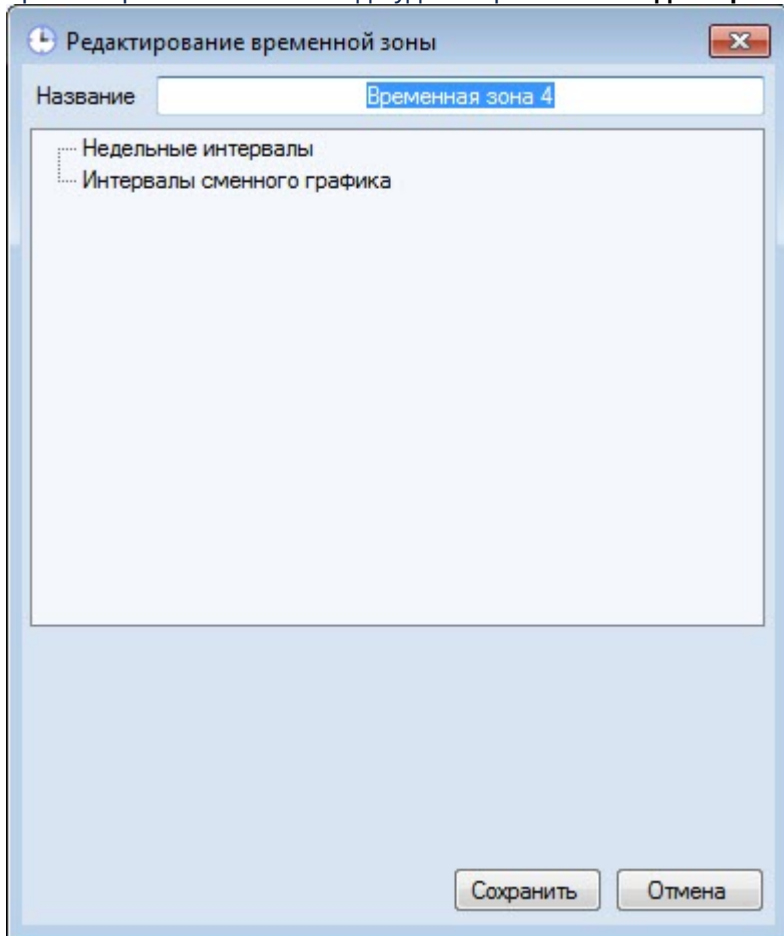 Редактирование временной зоны
Название Временная зона 4
Недельные интервалы
Интервалы сменного графика
Сохранить Отмена